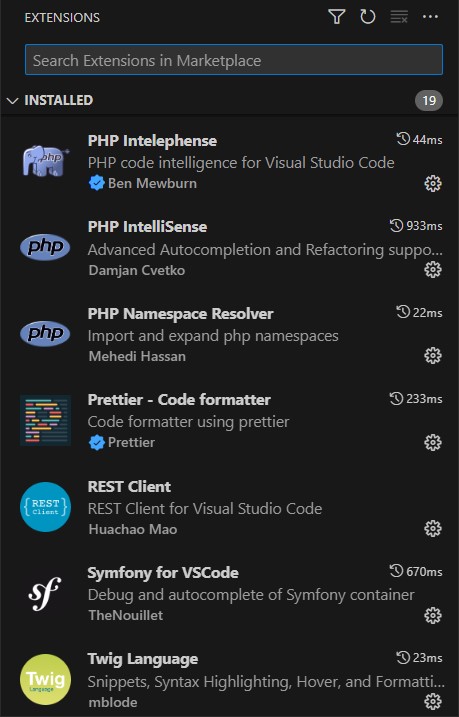 EXTENSIONS
Search Extensions in Marketplace
INSTALLED 19
php
PHP Intelephense 44ms
PHP code intelligence for Visual Studio Code
Ben Mewburn
php
PHP IntelliSense 933ms
Advanced Autocompletion and Refactoring suppo...
Damjan Cvetko
php
PHP Namespace Resolver 22ms
Import and expand php namespaces
Mehedi Hassan
Prettier - Code formatter 233ms
Code formatter using prettier
Prettier
{ REST
Client }
REST Client
REST Client for Visual Studio Code
Huachao Mao
sf
Symfony for VSCode 670ms
Debug and autocomplete of Symfony container
TheNouillet
Twig
Language
Twig Language 23ms
Snippets, Syntax Highlighting, Hover, and Formatti...
mblode